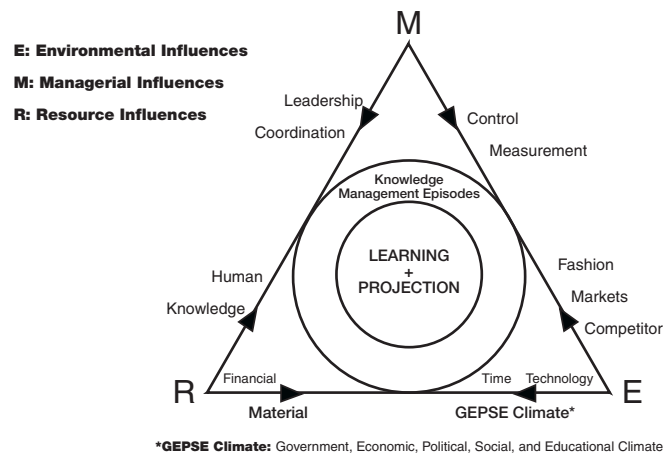 M
E: Environmental Influences
M: Managerial Influences
R: Resource Influences
Leadership
Coordination
Control
Measurement
Knowledge
Management Episodes
LEARNING
+
PROJECTION
Human
Knowledge
Fashion
Markets
Competitor
R
Financial
Time
Technology
E
Material
GEPSE Climate*
*GEPSE Climate: Government, Economic, Political, Social, and Educational Climate